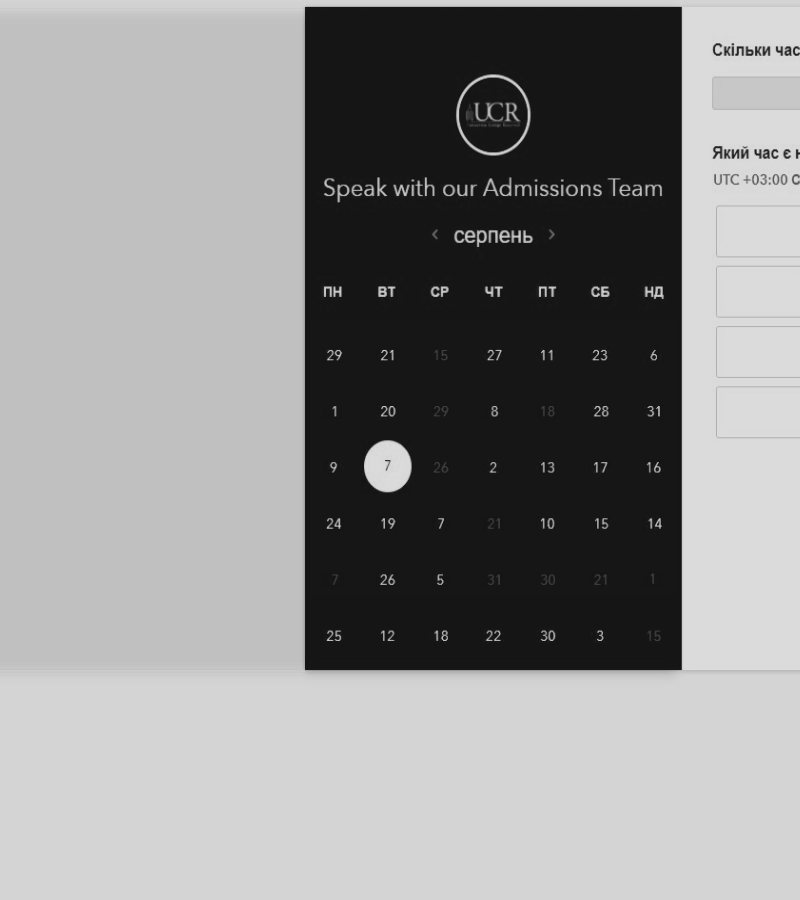 UCR
Speak with our Admissions Team
‹ серпень ›
ПН ВТ СР ЧТ ПТ СБ НД
29 21 15 27 11 23 6
1 20 29 8 18 28 31
9 7 26 2 13 17 16
24 19 7 21 10 15 14
7 26 5 31 30 21 1
25 12 18 22 30 3 15
Скільки час
Який час є н
UTC +03:00 С